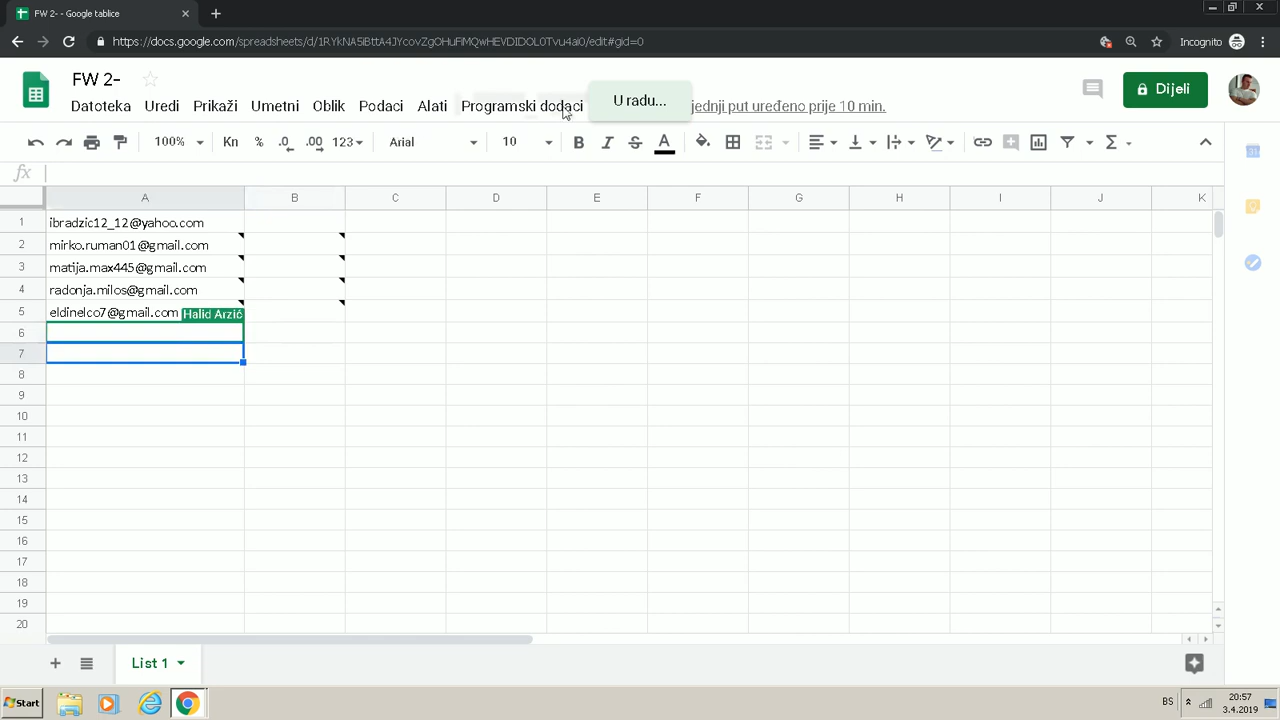 FW 2- - Google tablice
https://docs.google.com/spreadsheets/d/1RYkNA5iBttA4JYcovZgOHuFiMQwHEVDIDOL0Tvu4ai0/edit#gid=0
Incognito
FW 2-
Datoteka Uredi Prikaži Umetni Oblik Podaci Alati Programski dodaci
U radu...
jednji put uređeno prije 10 min.
Dijeli
100% Kn % .0 .00 123 Arial 10 B I S A Σ
fx
A B C D E F G H I J K
1 ibradzic12_12@yahoo.com
2 mirko.ruman01@gmail.com
3 matija.max445@gmail.com
4 radonja.milos@gmail.com
5 eldinelco7@gmail.com Halid Arzić
6
7
8
9
10
11
12
13
14
15
16
17
18
19
20
List 1
Start
BS
20:57
3.4.2019